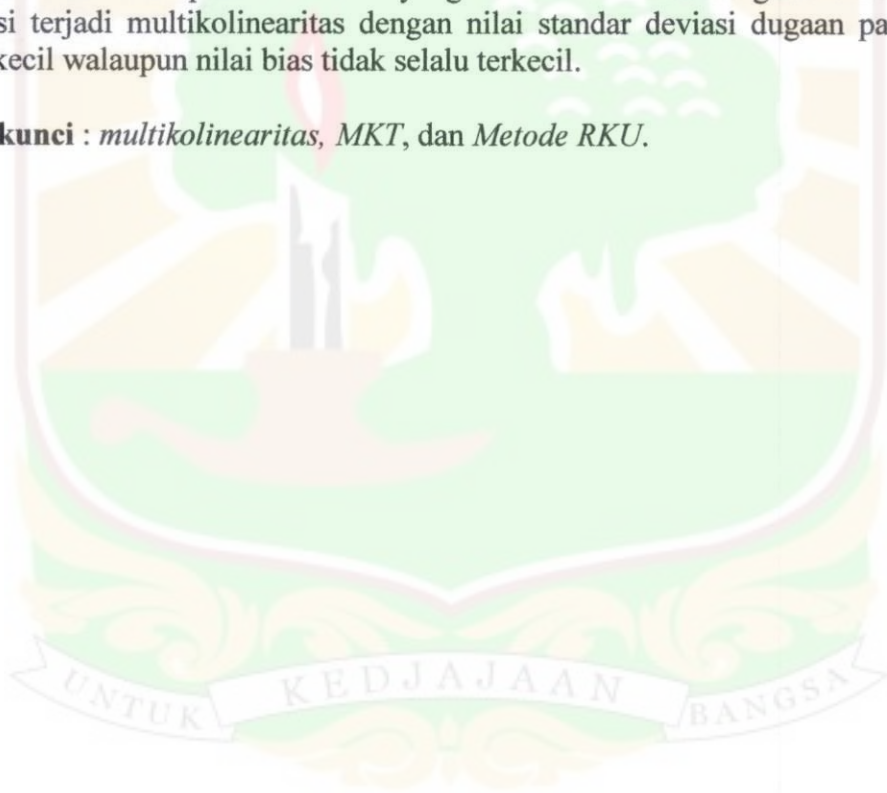 si terjadi multikolinearitas dengan nilai standar deviasi dugaan pa
kecil walaupun nilai bias tidak selalu terkecil.
kunci : multikolinearitas, MKT, dan Metode RKU.
UNTUK KEDJAJAAN BANGSA